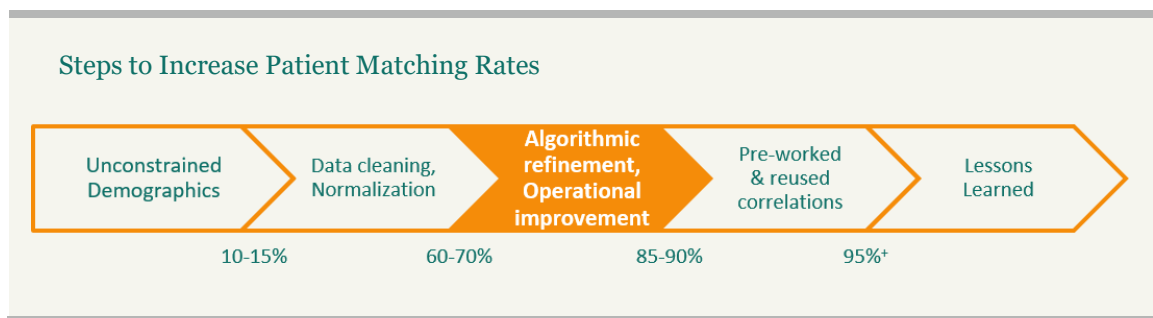 Steps to Increase Patient Matching Rates
Unconstrained
Demographics
Data cleaning,
Normalization
Algorithmic
refinement,
Operational
improvement
Pre-worked
& reused
correlations
Lessons
Learned
10-15%
60-70%
85-90%
95%⁺